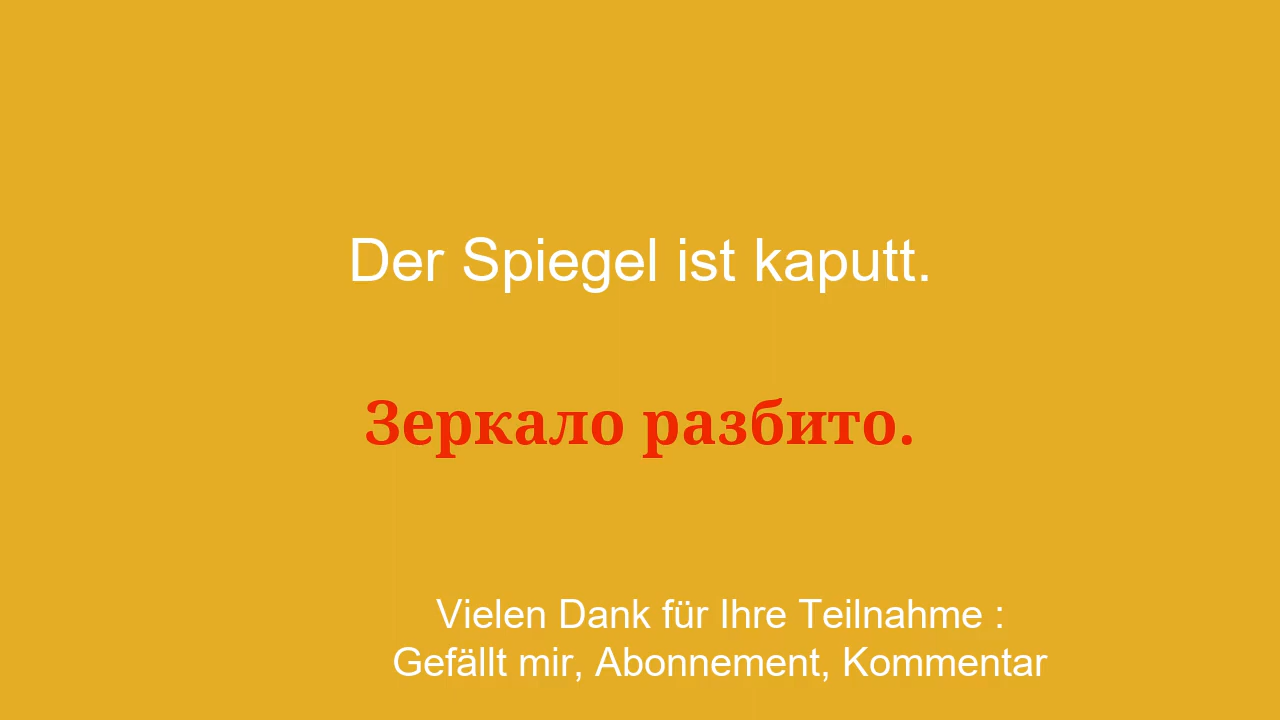 Der Spiegel ist kaputt.
Зеркало разбито.
Vielen Dank für Ihre Teilnahme :
Gefällt mir, Abonnement, Kommentar